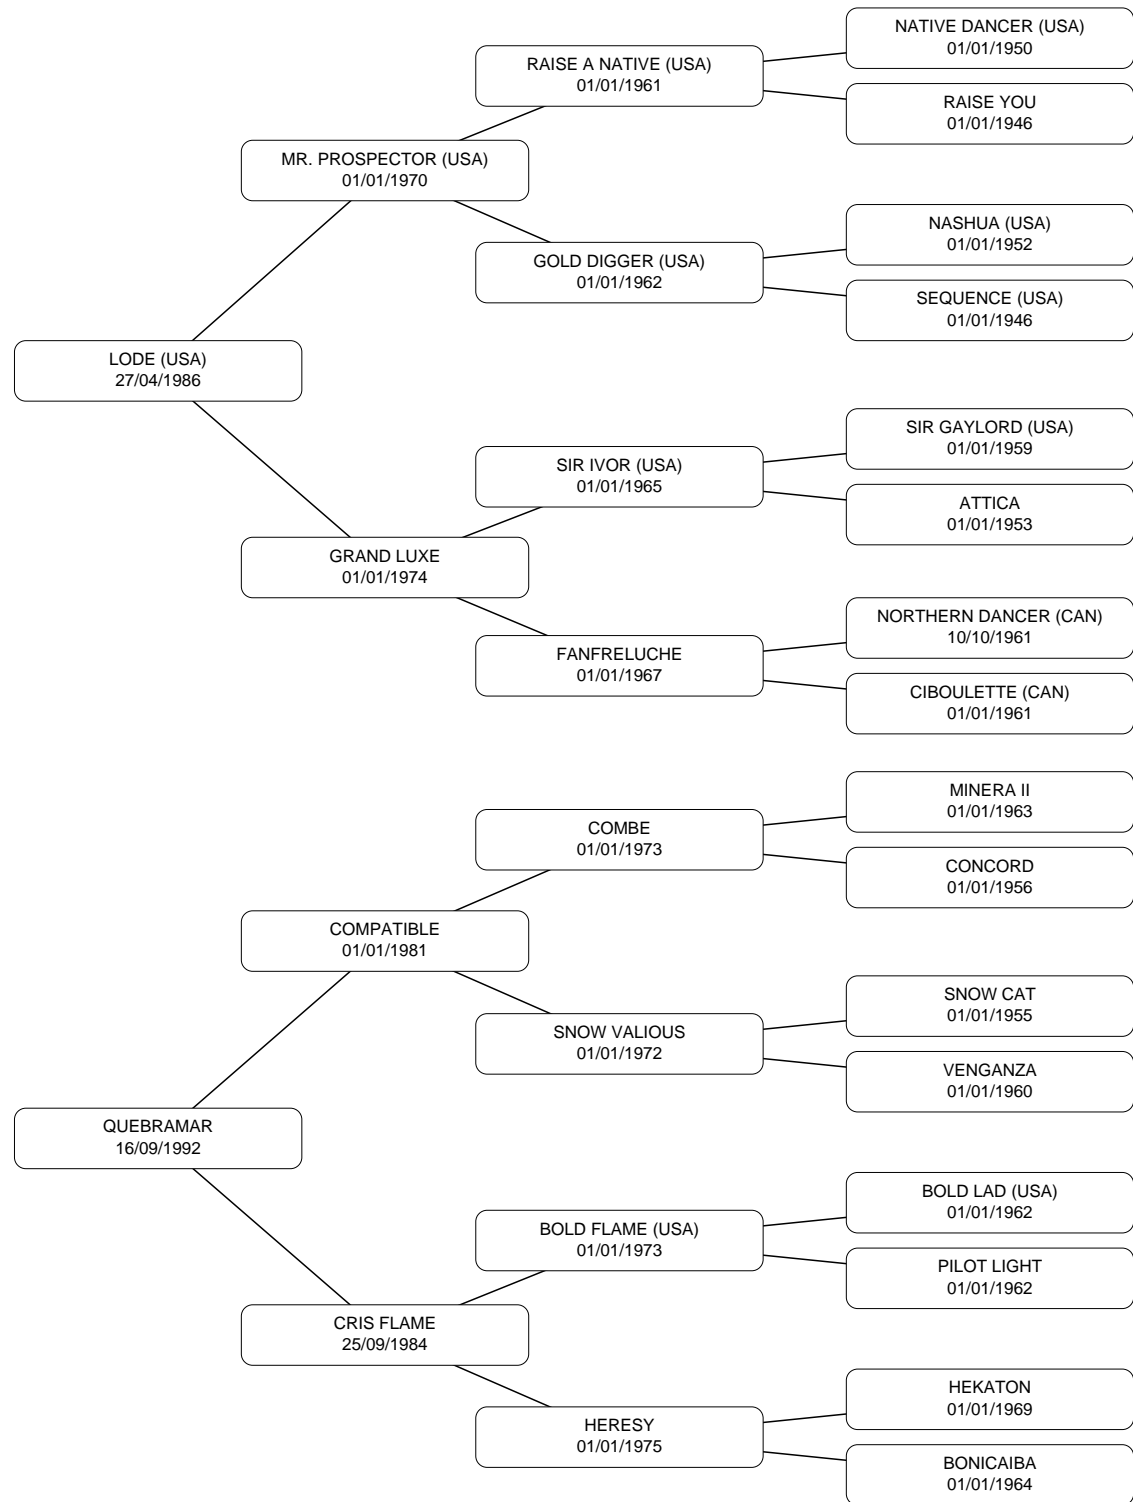 NATIVE DANCER (USA)
01/01/1950
RAISE A NATIVE (USA)
01/01/1961
RAISE YOU
01/01/1946
MR. PROSPECTOR (USA)
01/01/1970
NASHUA (USA)
01/01/1952
GOLD DIGGER (USA)
01/01/1962
SEQUENCE (USA)
01/01/1946
LODE (USA)
27/04/1986
SIR GAYLORD (USA)
01/01/1959
SIR IVOR (USA)
01/01/1965
ATTICA
01/01/1953
GRAND LUXE
01/01/1974
NORTHERN DANCER (CAN)
10/10/1961
FANFRELUCHE
01/01/1967
CIBOULETTE (CAN)
01/01/1961
MINERA II
01/01/1963
COMBE
01/01/1973
CONCORD
01/01/1956
COMPATIBLE
01/01/1981
SNOW CAT
01/01/1955
SNOW VALIOUS
01/01/1972
VENGANZA
01/01/1960
QUEBRAMAR
16/09/1992
BOLD LAD (USA)
01/01/1962
BOLD FLAME (USA)
01/01/1973
PILOT LIGHT
01/01/1962
CRIS FLAME
25/09/1984
HEKATON
01/01/1969
HERESY
01/01/1975
BONICAIBA
01/01/1964